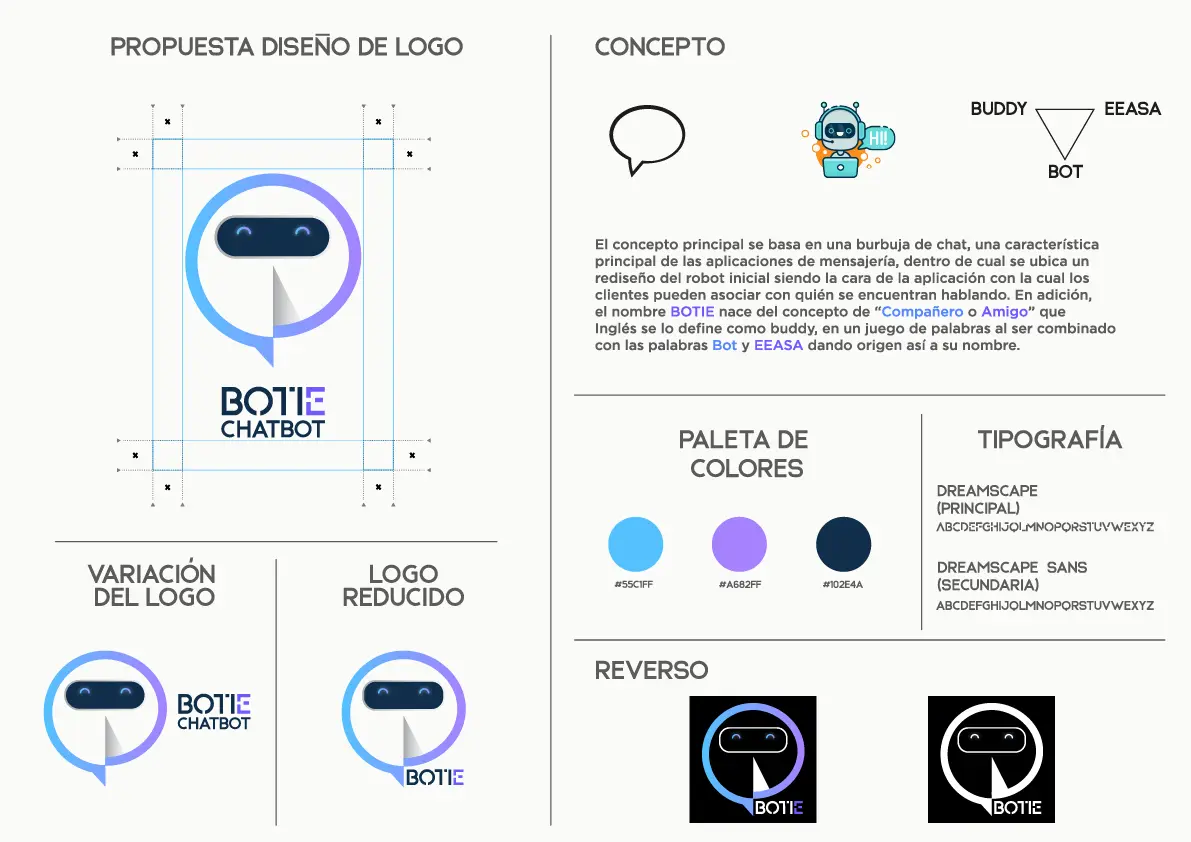 PROPUESTA DISEÑO DE LOGO
x
x
x
x
BOTIE
CHATBOT
x
x
x
x
VARIACIÓN
DEL LOGO
BOTIE
CHATBOT
LOGO
REDUCIDO
BOTIE
CONCEPTO
HI!
BUDDY
EEASA
BOT
El concepto principal se basa en una burbuja de chat, una característica
principal de las aplicaciones de mensajería, dentro de cual se ubica un
rediseño del robot inicial siendo la cara de la aplicación con la cual los
clientes pueden asociar con quién se encuentran hablando. En adición,
el nombre BOTIE nace del concepto de “Compañero o Amigo” que
Inglés se lo define como buddy, en un juego de palabras al ser combinado
con las palabras Bot y EEASA dando origen así a su nombre.
PALETA DE
COLORES
#55C1FF
#A682FF
#102E4A
TIPOGRAFÍA
DREAMSCAPE
(PRINCIPAL)
ABCDEFGHIJQLMNOPQRSTUVWEXYZ
DREAMSCAPE SANS
(SECUNDARIA)
ABCDEFGHIJQLMNOPQRSTUVWEXYZ
REVERSO
BOTIE
BOTIE